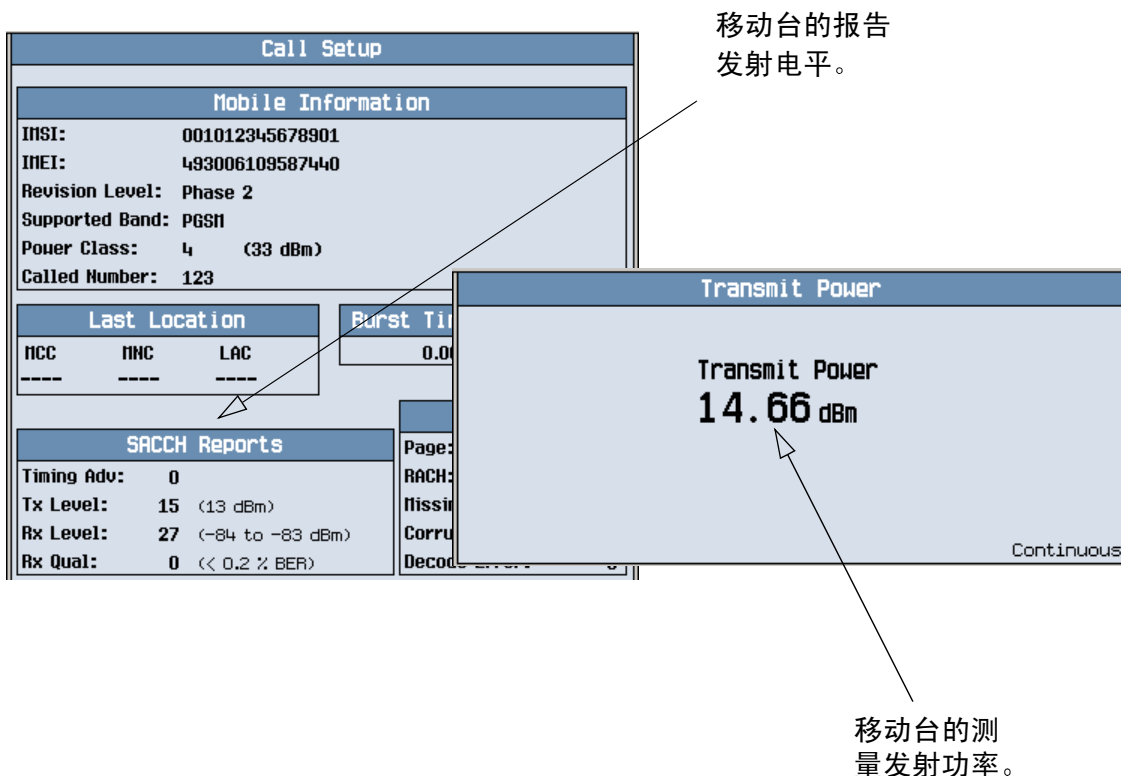 移动台的报告
发射电平。
Call Setup
Mobile Information
IMSI: 001012345678901
IMEI: 493006109587440
Revision Level: Phase 2
Supported Band: PGSM
Power Class: 4 (33 dBm)
Called Number: 123
Last Location
MCC MNC LAC
---- ---- ----
Burst
0.0
SACCH Reports
Timing Adv: 0
Tx Level: 15 (13 dBm)
Rx Level: 27 (-84 to -83 dBm)
Rx Qual: 0 (< 0.2 % BER)
Page:
RACH:
Transmit Power
Transmit Power
14.66 dBm
Continuous
移动台的测
量发射功率。